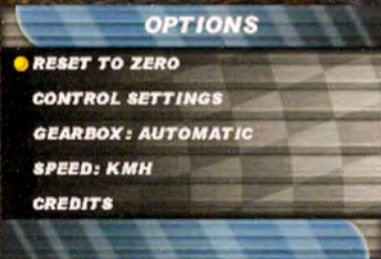 OPTIONS
RESET TO ZERO
CONTROL SETTINGS
GEARBOX: AUTOMATIC
SPEED: KMH
CREDITS